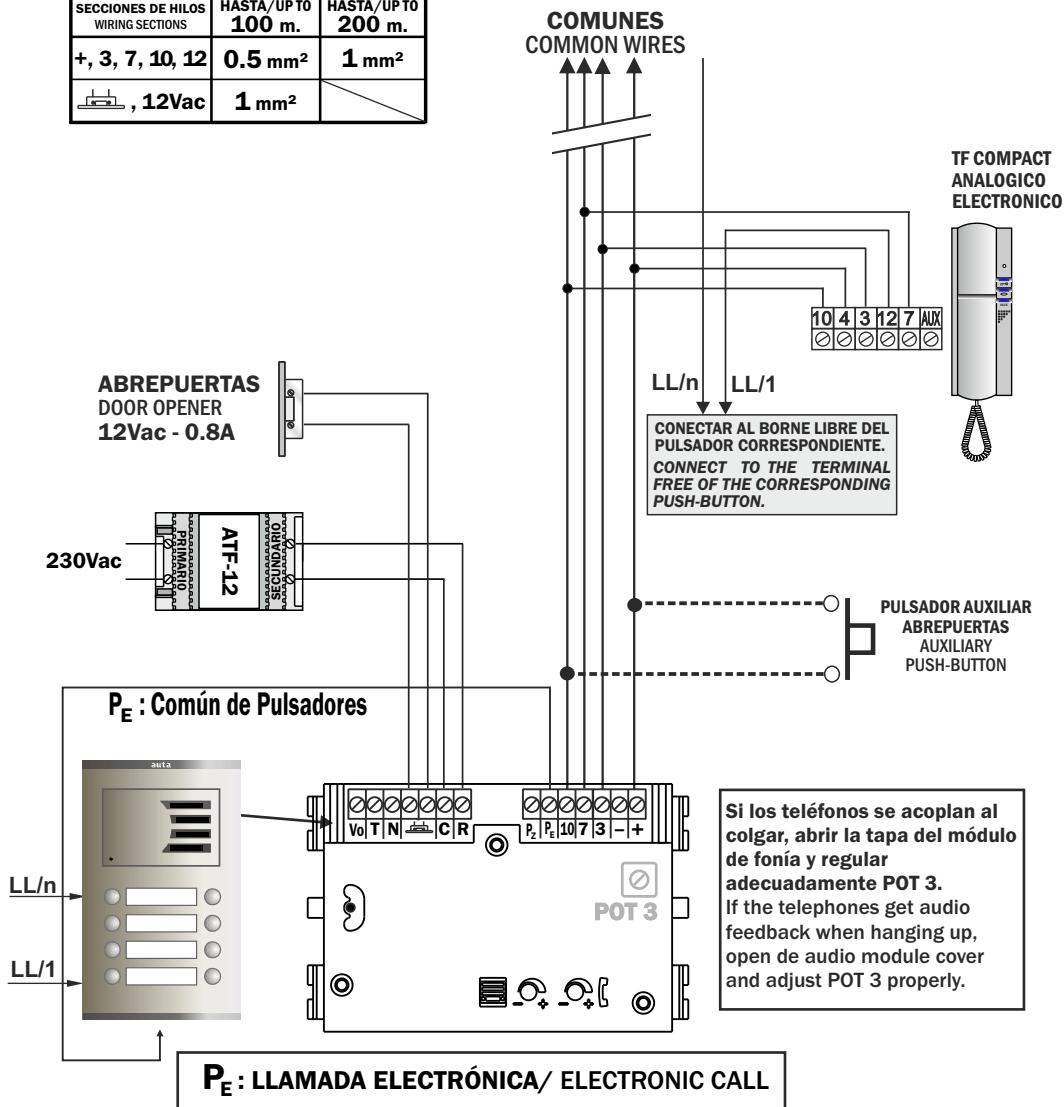 SECCIONES DE HILOS
WIRING SECTIONS
HASTA/UP TO
100 m.
HASTA/UP TO
200 m.
+, 3, 7, 10, 12
0.5 mm²
1 mm²
, 12Vac
1 mm²
COMUNES
COMMON WIRES
TF COMPACT
ANALOGICO
ELECTRONICO
10 4 3 12 7 AUX
LL/n
LL/1
CONECTAR AL BORNE LIBRE DEL
PULSADOR CORRESPONDIENTE.
CONNECT TO THE TERMINAL
FREE OF THE CORRESPONDING
PUSH-BUTTON.
ABREPUERTAS
DOOR OPENER
12Vac - 0.8A
230Vac
PRIMARIO
ATF-12
SECUNDARIO
PULSADOR AUXILIAR
ABREPUERTAS
AUXILIARY
PUSH-BUTTON
PE : Común de Pulsadores
auta
LL/n
LL/1
Vo T N C R
PZ PE 10 7 3 – +
POT 3
– + – +
Si los teléfonos se acoplan al
colgar, abrir la tapa del módulo
de fonía y regular
adecuadamente POT 3.
If the telephones get audio
feedback when hanging up,
open de audio module cover
and adjust POT 3 properly.
PE : LLAMADA ELECTRÓNICA/ ELECTRONIC CALL